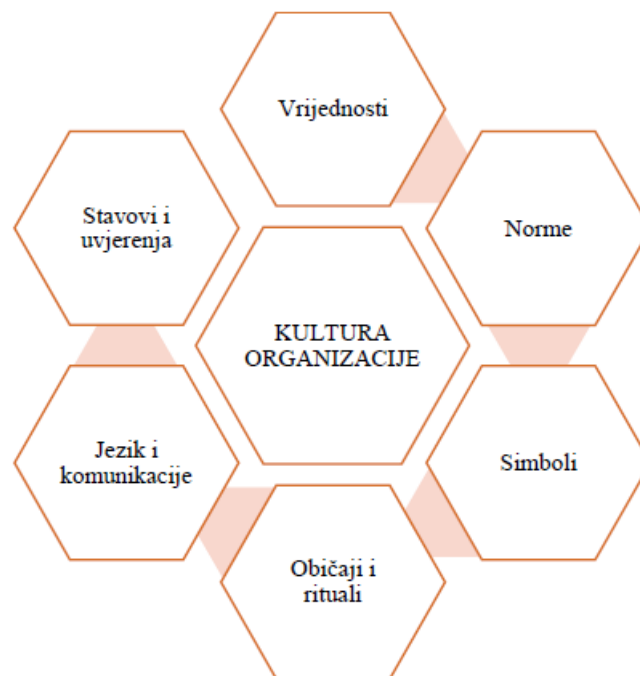 Vrijednosti
Stavovi i
uvjerenja
Norme
KULTURA
ORGANIZACIJE
Jezik i
komunikacije
Simboli
Običaji i
rituali